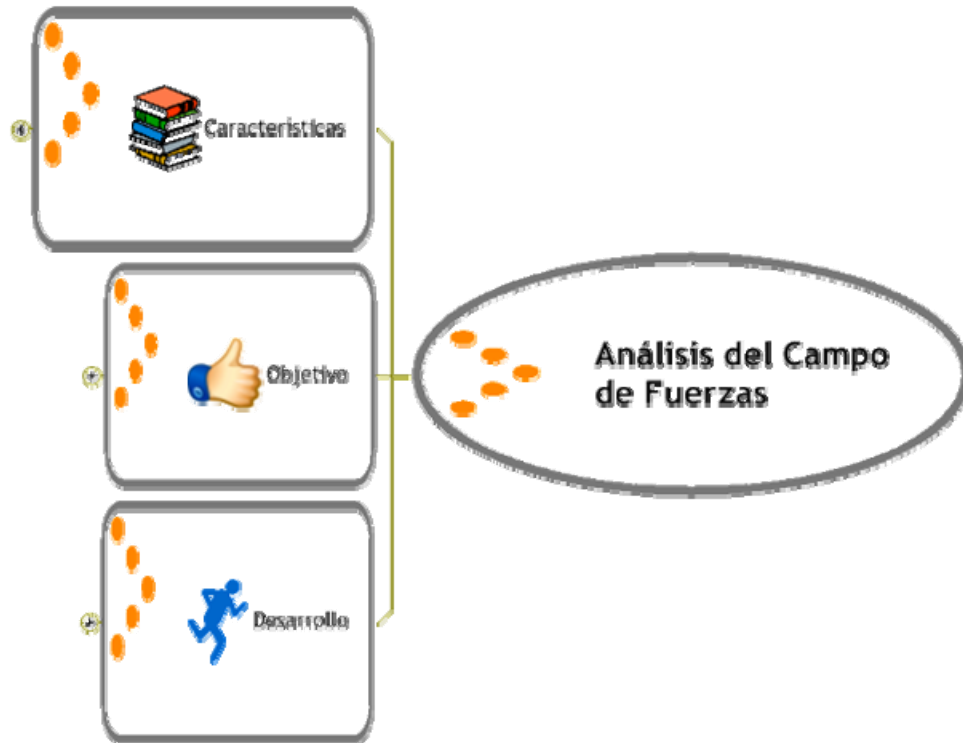 Características
Objetivo
Desarrollo
Análisis del Campo
de Fuerzas